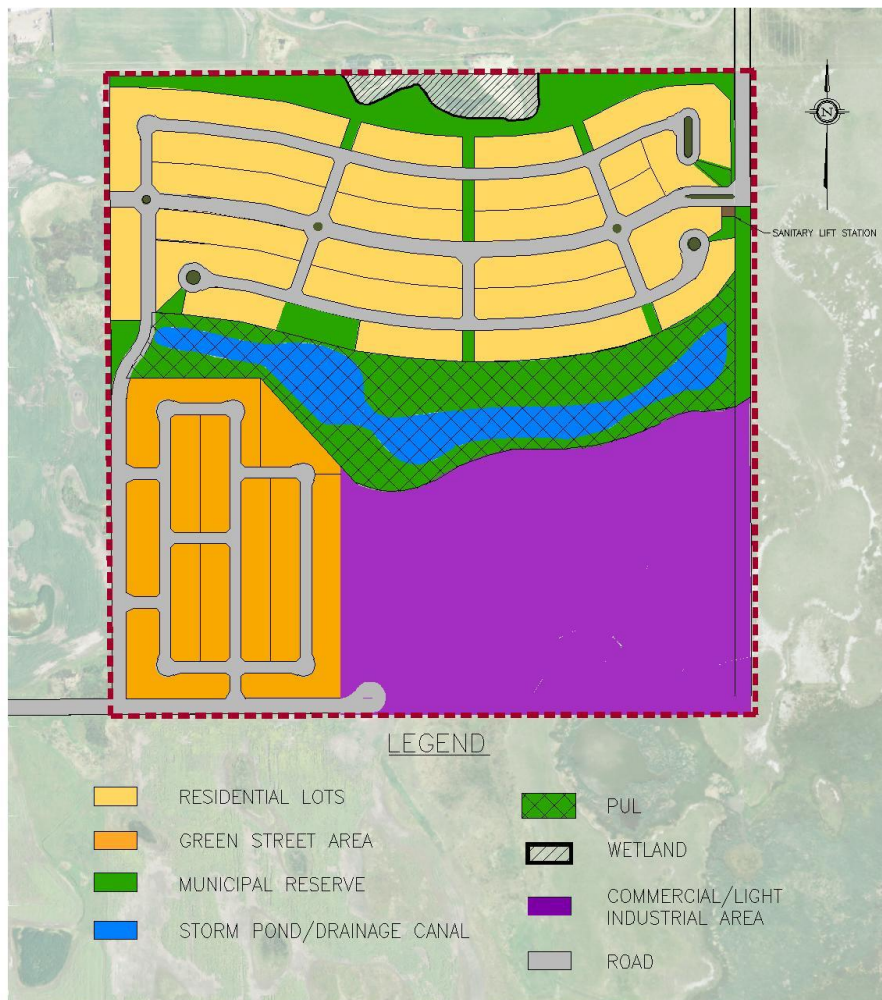 N
SANITARY LIFT STATION
LEGEND
RESIDENTIAL LOTS
GREEN STREET AREA
MUNICIPAL RESERVE
STORM POND/DRAINAGE CANAL
PUL
WETLAND
COMMERCIAL/LIGHT
INDUSTRIAL AREA
ROAD